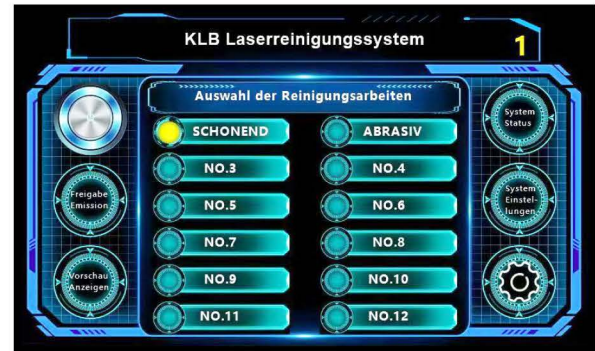 KLB Laserreinigungssystem
1
Auswahl der Reinigungsarbeiten
SCHONEND
ABRASIV
NO.3
NO.4
NO.5
NO.6
NO.7
NO.8
NO.9
NO.10
NO.11
NO.12
Freigabe
Emission
Vorschau
Anzeigen
System
Status
System
Einstel-
lungen